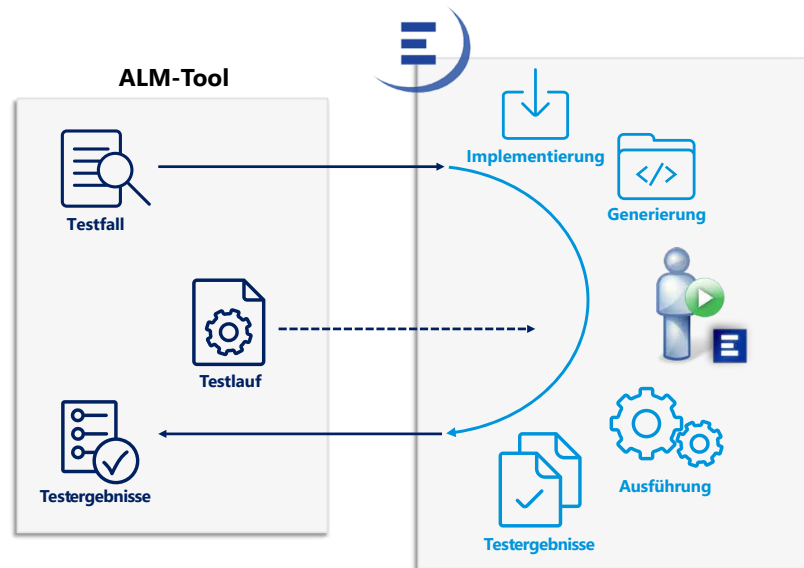 ALM-Tool
Testfall
Testlauf
Testergebnisse
E
Implementierung
</>
Generierung
E
Ausführung
Testergebnisse